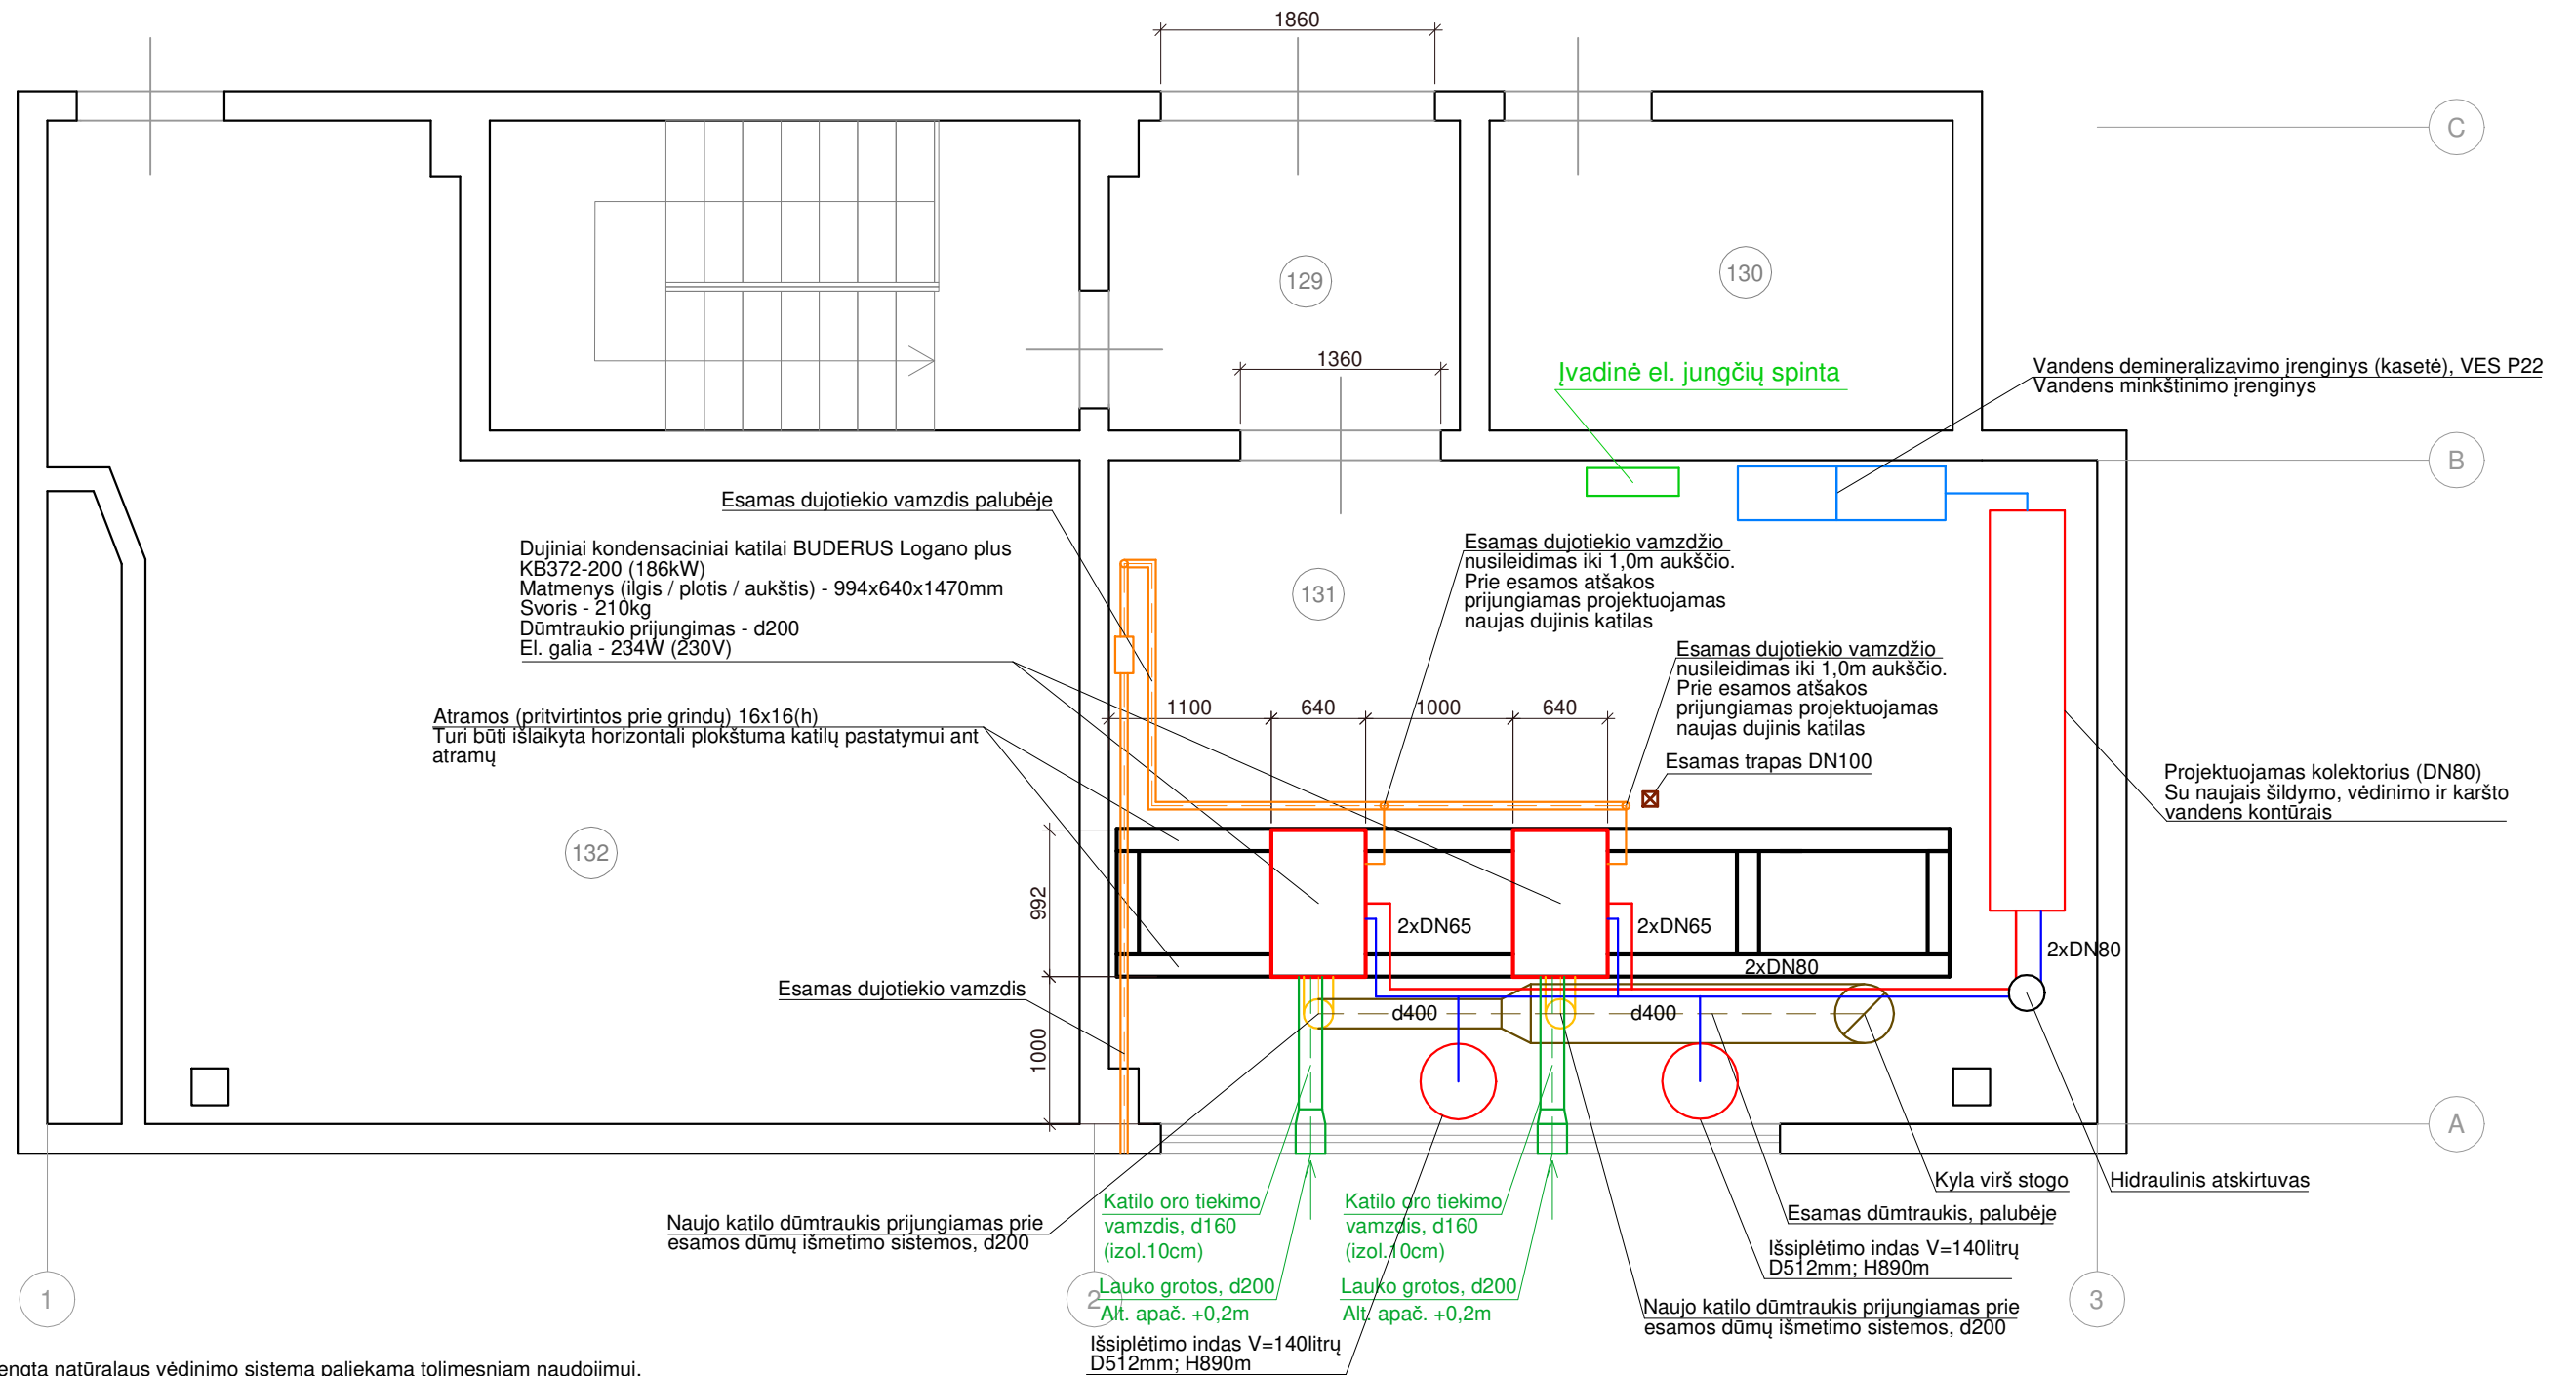 1860
C
129
130
1360
Įvadinė el. jungčių spinta
Vandens demineralizavimo įrenginys (kasetė), VES P22
Vandens minkštinimo įrenginys
B
Esamas dujotiekio vamzdis palubėje
Dujiniai kondensaciniai katilai BUDERUS Logano plus
KB372-200 (186kW)
Matmenys (ilgis / plotis / aukštis) - 994x640x1470mm
Svoris - 210kg
Dūmtraukio prijungimas - d200
El. galia - 234W (230V)
131
Esamas dujotiekio vamzdžio
nusileidimas iki 1,0m aukščio.
Prie esamos atšakos
prijungiamas projektuojamas
naujas dujinis katilas
Esamas dujotiekio vamzdžio
nusileidimas iki 1,0m aukščio.
Prie esamos atšakos
prijungiamas projektuojamas
naujas dujinis katilas
Atramos (pritvirtintos prie grindų) 16x16(h)
Turi būti išlaikyta horizontali plokštuma katilų pastatymui ant
atramų
1100
640
1000
640
Esamas trapas DN100
Projektuojamas kolektorius (DN80)
Su naujais šildymo, vėdinimo ir karšto
vandens kontūrais
132
992
2xDN65
2xDN65
2xDN80
2xDN80
Esamas dujotiekio vamzdis
d400
d400
1000
A
Kyla virš stogo
Hidraulinis atskirtuvas
Katilo oro tiekimo
vamzdis, d160
(izol.10cm)
Katilo oro tiekimo
vamzdis, d160
(izol.10cm)
Naujo katilo dūmtraukis prijungiamas prie
esamos dūmų išmetimo sistemos, d200
Esamas dūmtraukis, palubėje
Išsiplėtimo indas V=140litrų
D512mm; H890m
Lauko grotos, d200
Alt. apač. +0,2m
Lauko grotos, d200
Alt. apač. +0,2m
1
2
3
Naujo katilo dūmtraukis prijungiamas prie
esamos dūmų išmetimo sistemos, d200
Išsiplėtimo indas V=140litrų
D512mm; H890m
engta natūralaus vėdinimo sistema paliekama tolimesniam naudojimui.